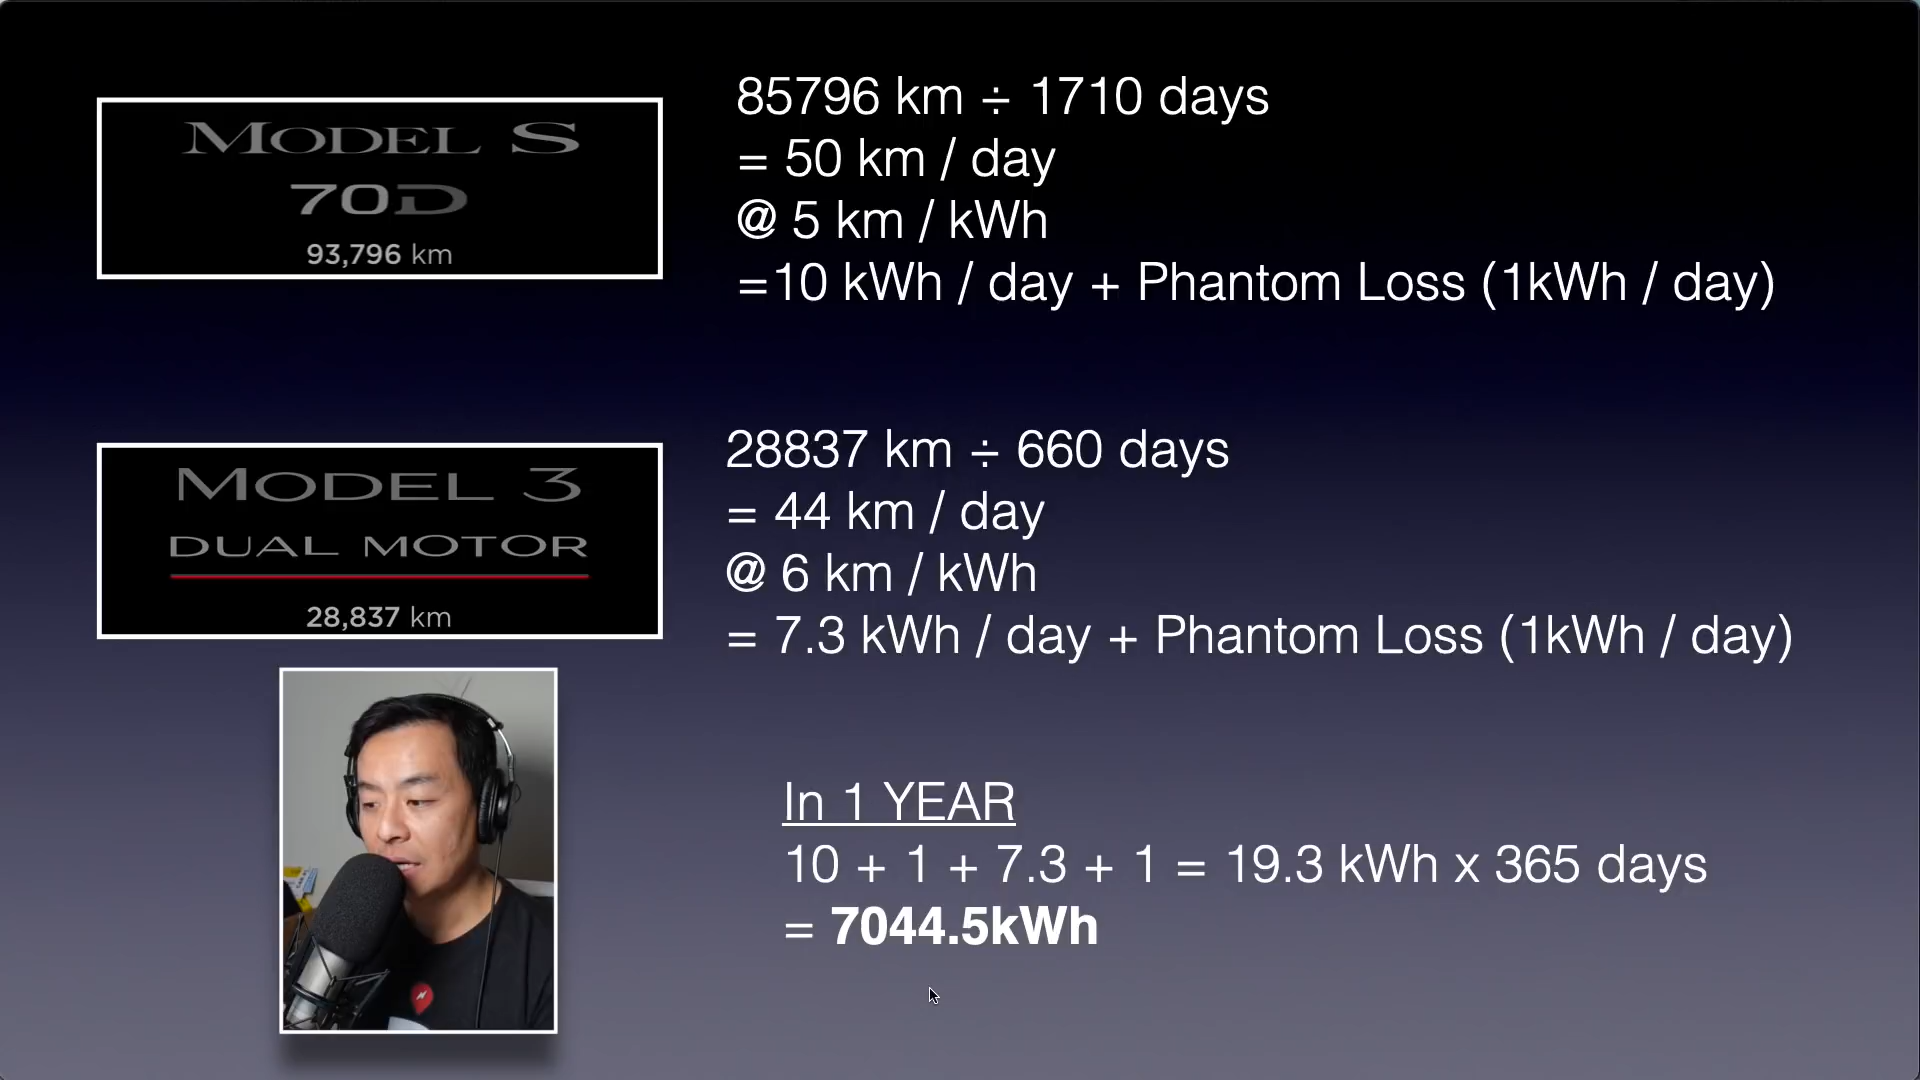 MODEL S
70D
93,796 km
85796 km ÷ 1710 days
= 50 km / day
@ 5 km / kWh
=10 kWh / day + Phantom Loss (1kWh / day)
MODEL 3
DUAL MOTOR
28,837 km
28837 km ÷ 660 days
= 44 km / day
@ 6 km / kWh
= 7.3 kWh / day + Phantom Loss (1kWh / day)
In 1 YEAR
10 + 1 + 7.3 + 1 = 19.3 kWh x 365 days
= 7044.5kWh